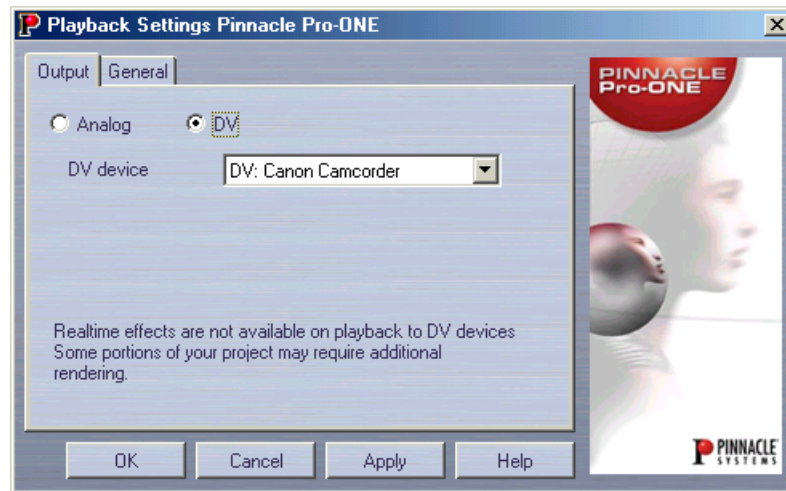 Playback Settings Pinnacle Pro-ONE
Output General
Analog DV
DV device DV: Canon Camcorder
Realtime effects are not available on playback to DV devices
Some portions of your project may require additional
rendering.
OK Cancel Apply Help
PINNACLE
Pro-ONE
PINNACLE
SYSTEMS